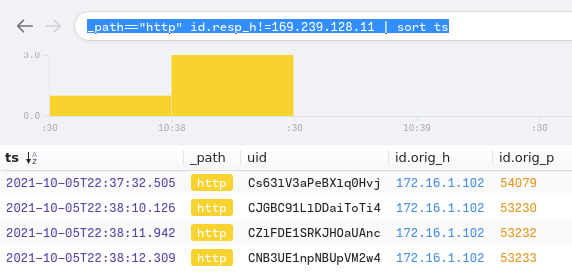 _path=="http" id.resp_h!=169.239.128.11 | sort ts
3.0
0.0
:30 10:38 :30 10:39 :30
ts _path uid id.orig_h id.orig_p
2021-10-05T22:37:32.505 http Cs63lV3aPeBXlq0Hvj 172.16.1.102 54079
2021-10-05T22:38:10.126 http CJGBC91LlDDaiToTi4 172.16.1.102 53230
2021-10-05T22:38:11.942 http CZlFDE1SRKJHOaUAnc 172.16.1.102 53232
2021-10-05T22:38:12.309 http CNB3UE1npNBUpVM2w4 172.16.1.102 53233